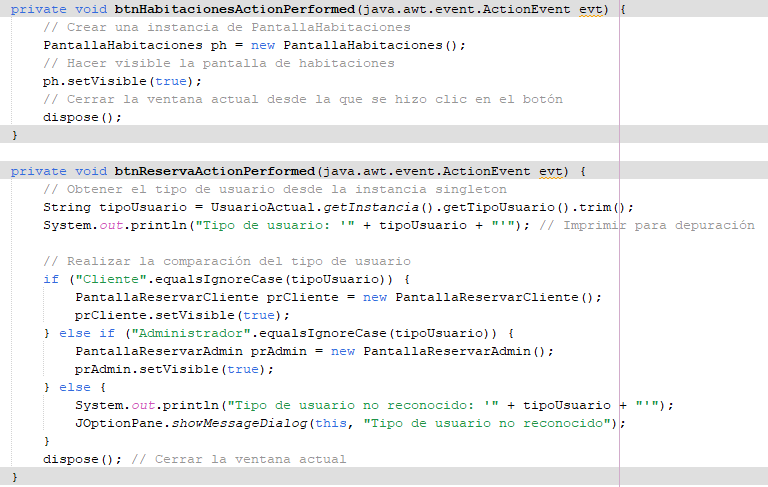 private void btnHabitacionesActionPerformed(java.awt.event.ActionEvent evt) {
// Crear una instancia de PantallaHabitaciones
PantallaHabitaciones ph = new PantallaHabitaciones();
// Hacer visible la pantalla de habitaciones
ph.setVisible(true);
// Cerrar la ventana actual desde la que se hizo clic en el botón
dispose();
}
private void btnReservaActionPerformed(java.awt.event.ActionEvent evt) {
// Obtener el tipo de usuario desde la instancia singleton
String tipoUsuario = UsuarioActual.getInstancia().getTipoUsuario().trim();
System.out.println("Tipo de usuario: '" + tipoUsuario + "'"); // Imprimir para depuración
// Realizar la comparación del tipo de usuario
if ("Cliente".equalsIgnoreCase(tipoUsuario)) {
PantallaReservarCliente prCliente = new PantallaReservarCliente();
prCliente.setVisible(true);
} else if ("Administrador".equalsIgnoreCase(tipoUsuario)) {
PantallaReservarAdmin prAdmin = new PantallaReservarAdmin();
prAdmin.setVisible(true);
} else {
System.out.println("Tipo de usuario no reconocido: '" + tipoUsuario + "'");
JOptionPane.showMessageDialog(this, "Tipo de usuario no reconocido");
}
dispose(); // Cerrar la ventana actual
}